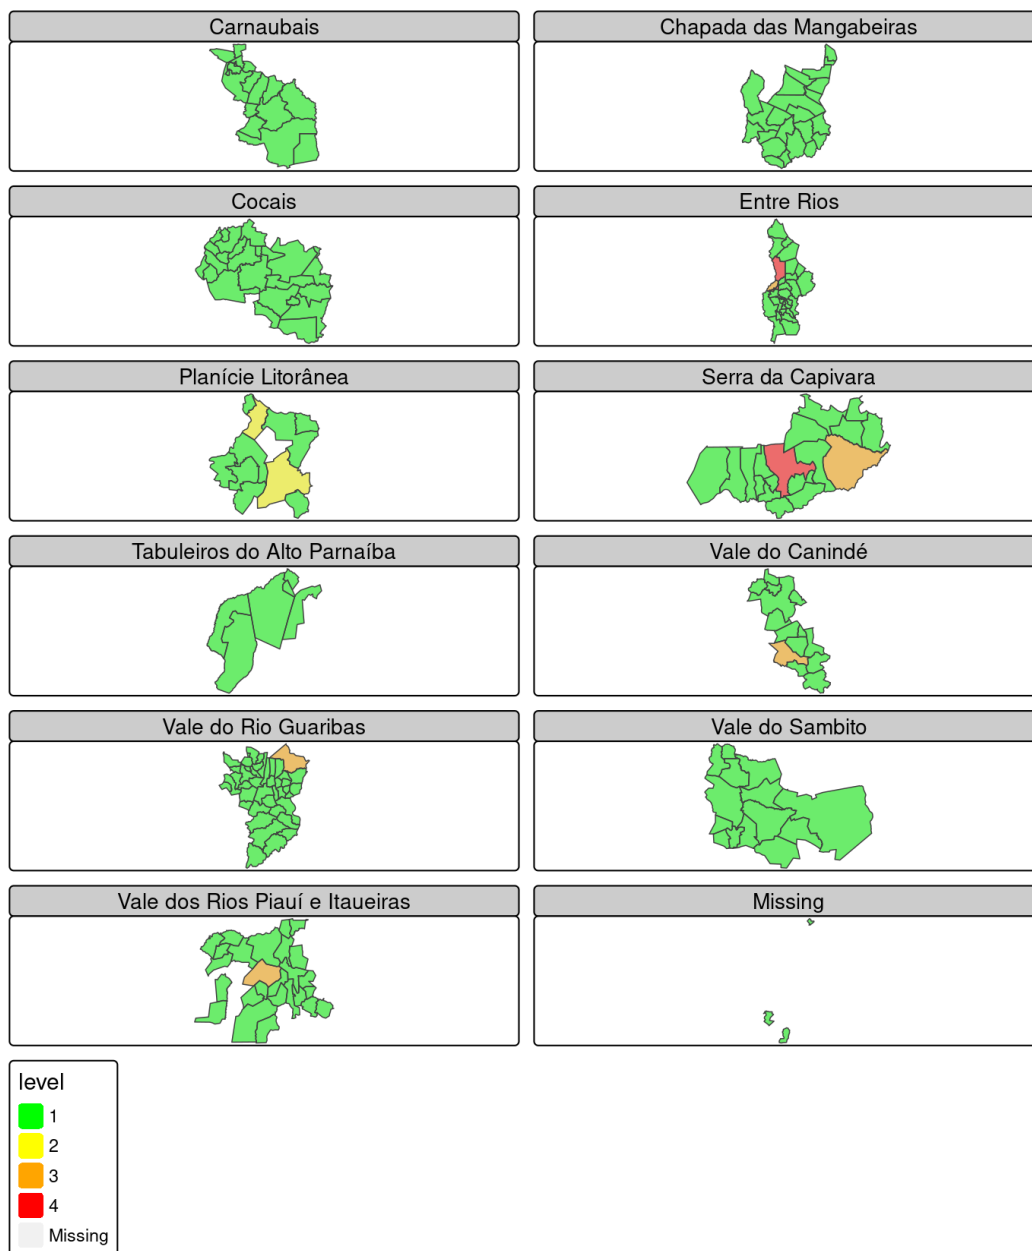 Carnaubais
Chapada das Mangabeiras
Cocais
Entre Rios
Planície Litorânea
Serra da Capivara
Tabuleiros do Alto Parnaíba
Vale do Canindé
Vale do Rio Guaribas
Vale do Sambito
Vale dos Rios Piauí e Itaueiras
Missing
level
1
2
3
4
Missing